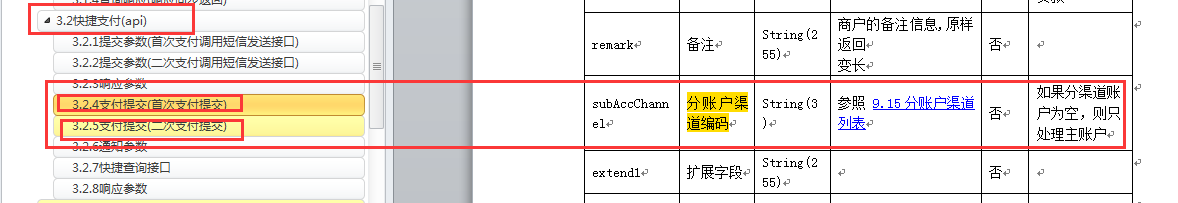 3.2快捷支付(api)
3.2.1提交参数(首次支付调用短信发送接口)
3.2.2提交参数(二次支付调用短信发送接口)
3.2.3响应参数
3.2.4支付提交(首次支付提交)
3.2.5支付提交(二次支付提交)
3.2.6通知参数
3.2.7快捷查询接口
3.2.8响应参数
remark
备注
String(2
55)
商户的备注信息,原样
返回
变长
否
subAccChann
el
分账户渠
道编码
String(3
)
参照 9.15分账户渠道
列表
否
如果分渠道账
户为空，则只
处理主账户
extend1
扩展字段
String(2
55)
否